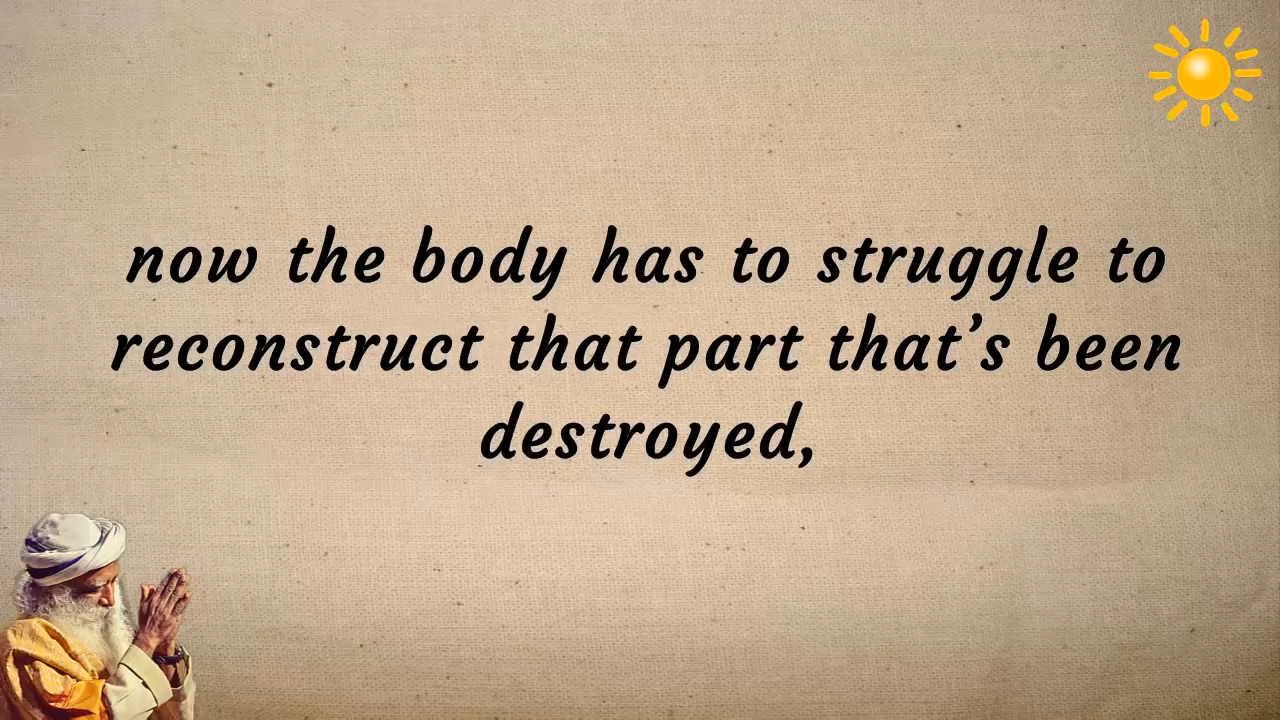 now the body has to struggle to
reconstruct that part that’s been
destroyed,